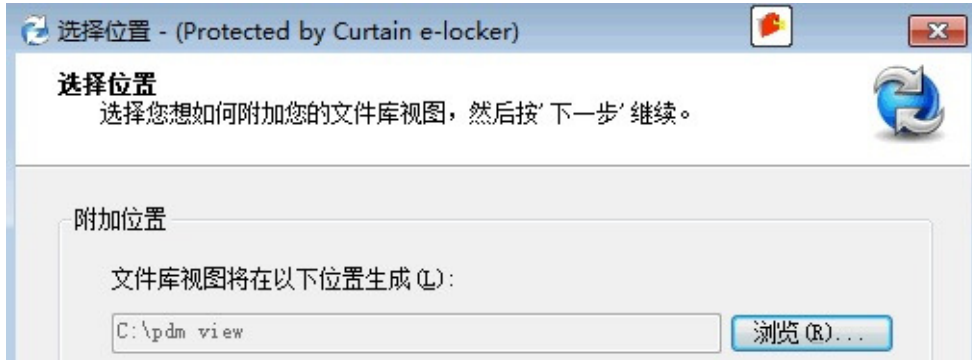 选择位置 - (Protected by Curtain e-locker)
选择位置
选择您想如何附加您的文件库视图，然后按'下一步'继续。
附加位置
文件库视图将在以下位置生成(L):
C:\pdm view
浏览(R)...